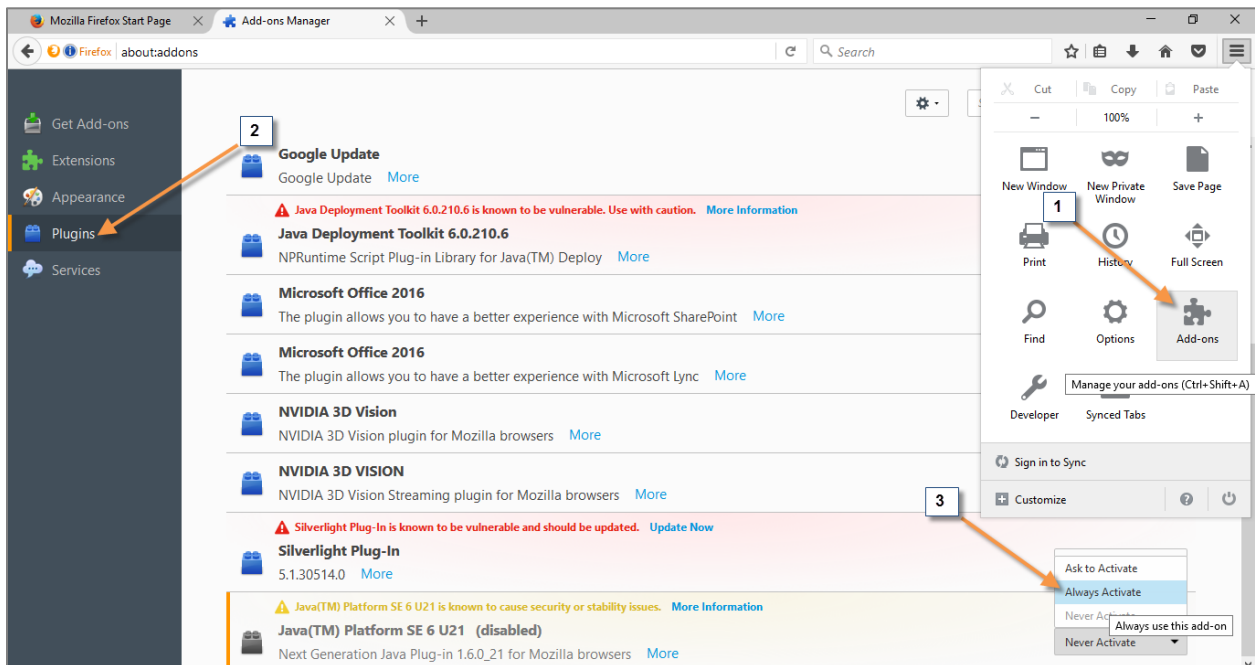 Mozilla Firefox Start Page
Add-ons Manager
Firefox about:addons
Search
Get Add-ons
Extensions
Appearance
Plugins
Services
2
Google Update
Google Update More
Java Deployment Toolkit 6.0.210.6 is known to be vulnerable. Use with caution. More Information
Java Deployment Toolkit 6.0.210.6
NPRuntime Script Plug-in Library for Java(TM) Deploy More
Microsoft Office 2016
The plugin allows you to have a better experience with Microsoft SharePoint More
Microsoft Office 2016
The plugin allows you to have a better experience with Microsoft Lync More
NVIDIA 3D Vision
NVIDIA 3D Vision plugin for Mozilla browsers More
NVIDIA 3D VISION
NVIDIA 3D Vision Streaming plugin for Mozilla browsers More
Silverlight Plug-In is known to be vulnerable and should be updated. Update Now
Silverlight Plug-In
5.1.30514.0 More
Java(TM) Platform SE 6 U21 is known to cause security or stability issues. More Information
Java(TM) Platform SE 6 U21 (disabled)
Next Generation Java Plug-in 1.6.0_21 for Mozilla browsers More
Cut Copy Paste
− 100% +
New Window New Private Window Save Page
1
Print History Full Screen
Find Options Add-ons
Manage your add-ons (Ctrl+Shift+A)
Developer Synced Tabs
Sign in to Sync
Customize
3
Ask to Activate
Always Activate
Never Activate
Always use this add-on
Never Activate